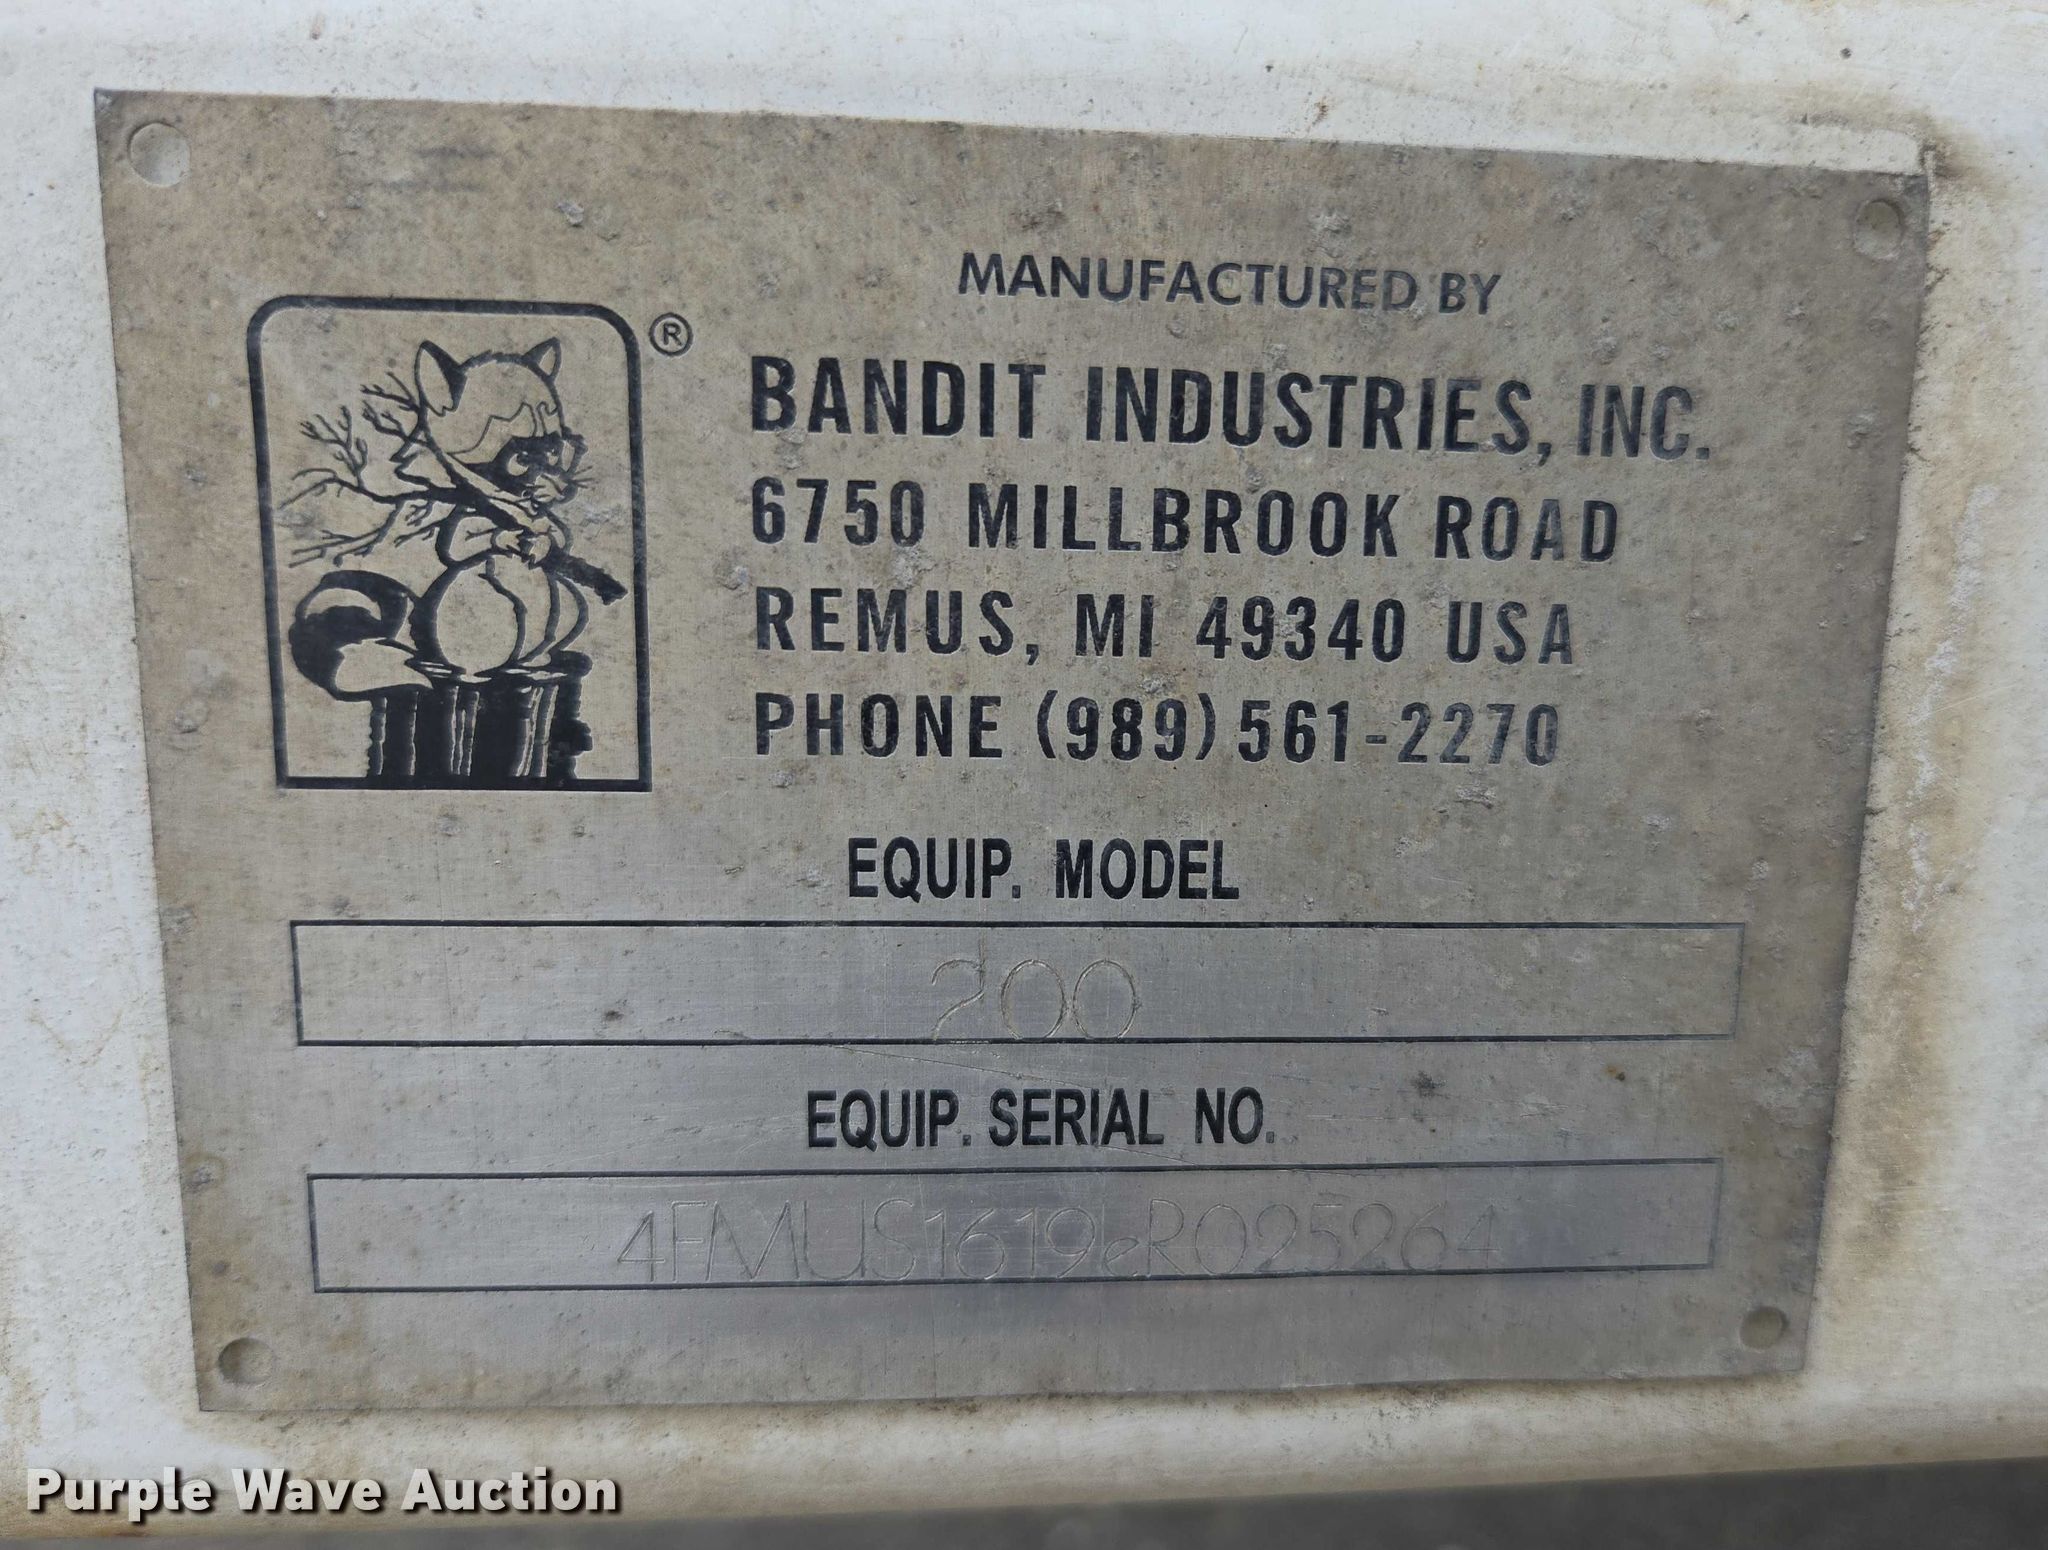 ®
MANUFACTURED BY
BANDIT INDUSTRIES, INC.
6750 MILLBROOK ROAD
REMUS, MI 49340 USA
PHONE (989) 561-2270
EQUIP. MODEL
200
EQUIP. SERIAL NO.
4FMUS1619eR025264
Purple Wave Auction